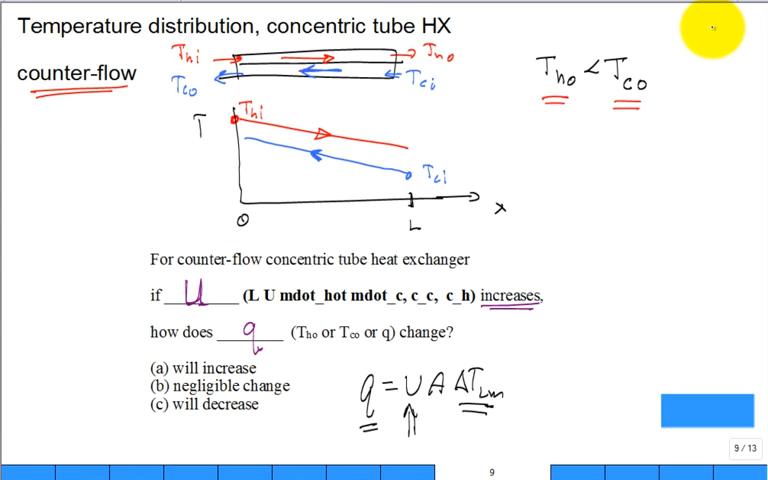 Temperature distribution, concentric tube HX
counter-flow
Thi
Tho
Tco
Tci
Tho < Tco
T
Thi
Tci
0
L
x
For counter-flow concentric tube heat exchanger
if U (L U mdot_hot mdot_c, c_c, c_h) increases,
how does q (Tho or Tco or q) change?
(a) will increase
(b) negligible change
(c) will decrease
q = U A ΔTLm
9 / 13
9